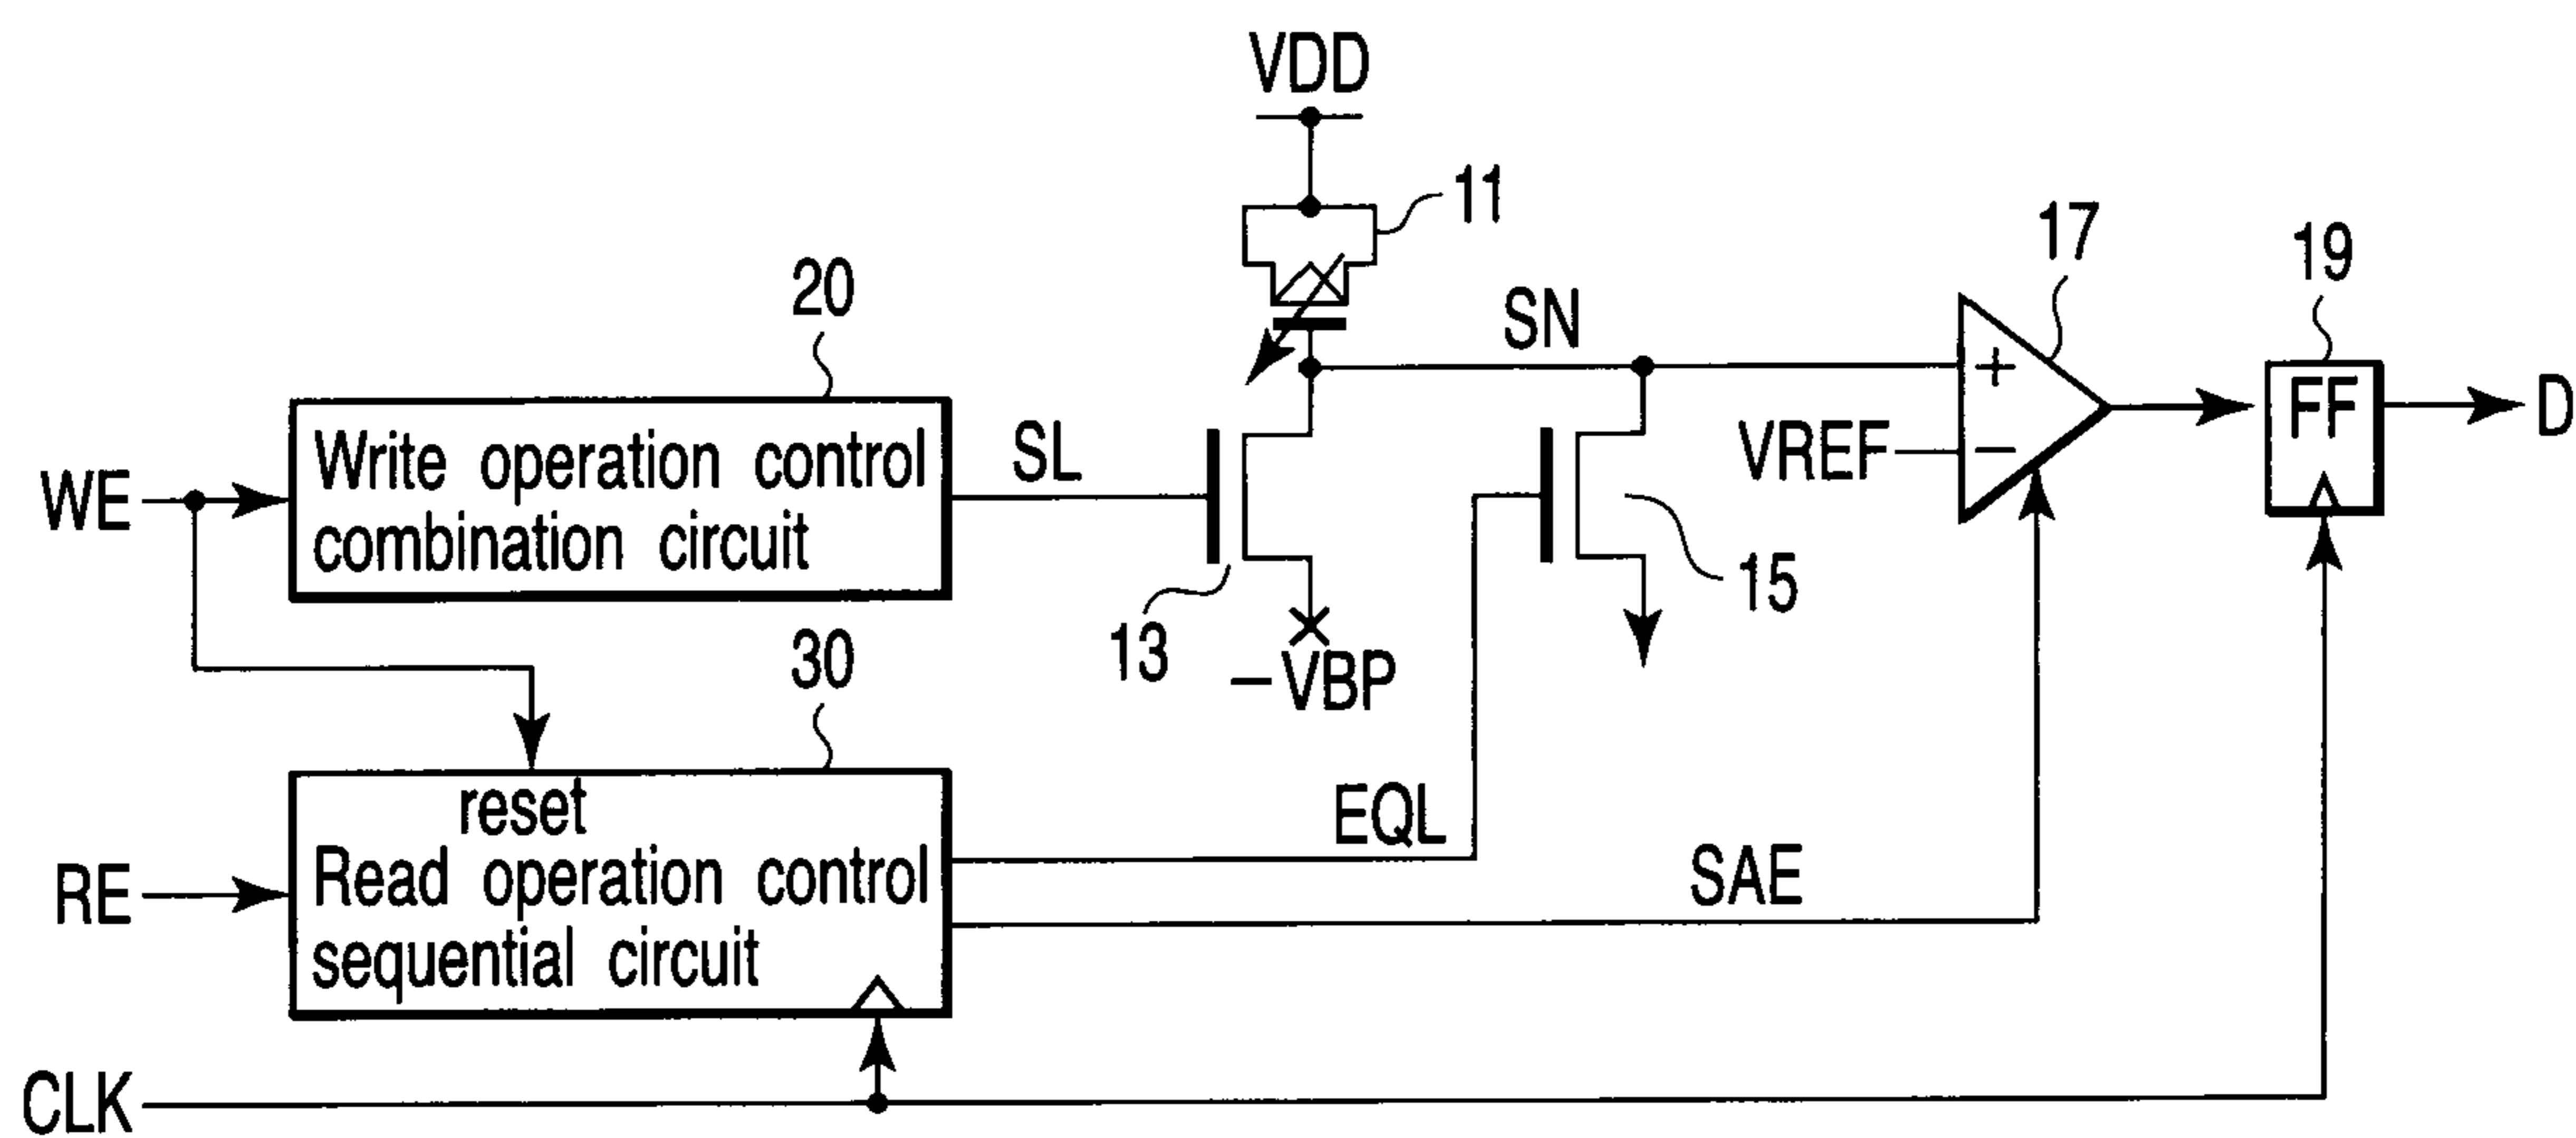 VDD
11
17
19
20
SN
+
FF
D
Write operation control
combination circuit
SL
VREF
−
WE
15
13
−VBP
30
reset
EQL
Read operation control
sequential circuit
RE
SAE
CLK